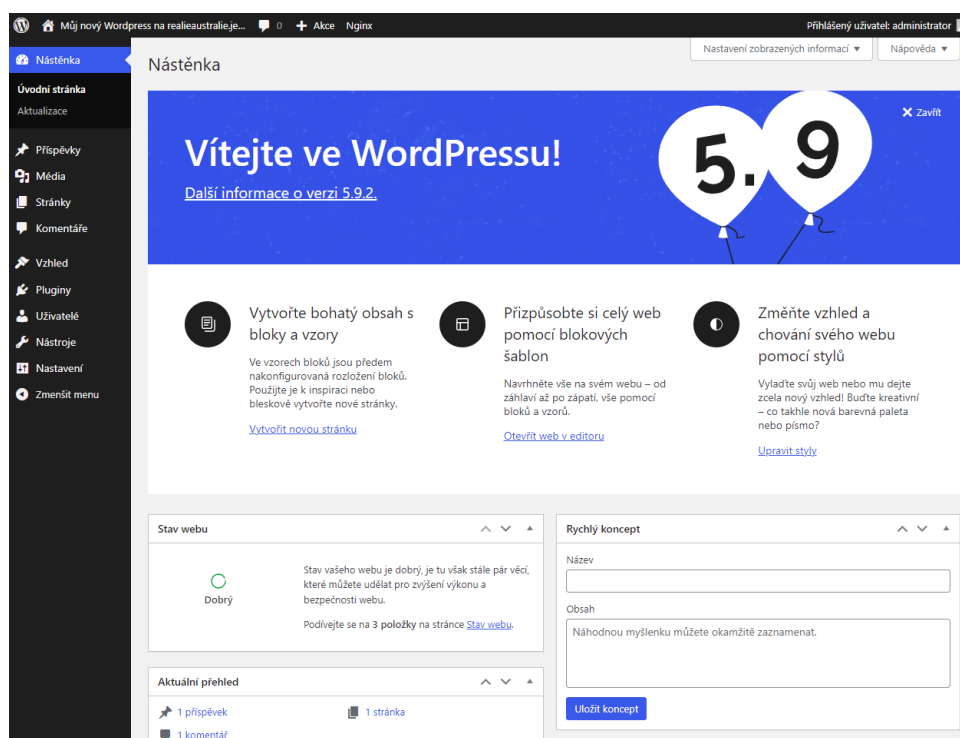 Můj nový Wordpress na realieaustralie.je... 0 Akce Nginx Přihlášený uživatel: administrator
Nastavení zobrazených informací Nápověda
Nástěnka
Úvodní stránka
Aktualizace
Příspěvky
Média
Stránky
Komentáře
Vzhled
Pluginy
Uživatelé
Nástroje
Nastavení
Zmenšit menu
Nástěnka
Zavřít
Vítejte ve WordPressu!
Další informace o verzi 5.9.2.
5.9
Vytvořte bohatý obsah s
bloky a vzory
Ve vzorech bloků jsou předem
nakonfigurovaná rozložení bloků.
Použijte je k inspiraci nebo
bleskově vytvořte nové stránky.
Vytvořit novou stránku
Přizpůsobte si celý web
pomocí blokových
šablon
Navrhněte vše na svém webu – od
záhlaví až po zápatí, vše pomocí
bloků a vzorů.
Otevřít web v editoru
Změňte vzhled a
chování svého webu
pomocí stylů
Vylaďte svůj web nebo mu dejte
zcela nový vzhled! Buďte kreativní
– co takhle nová barevná paleta
nebo písmo?
Upravit styly
Stav webu
Dobrý
Stav vašeho webu je dobrý, je tu však stále pár věcí,
které můžete udělat pro zvýšení výkonu a
bezpečnosti webu.
Podívejte se na 3 položky na stránce Stav webu.
Aktuální přehled
1 příspěvek
1 stránka
1 komentář
Rychlý koncept
Název
Obsah
Náhodnou myšlenku můžete okamžitě zaznamenat.
Uložit koncept